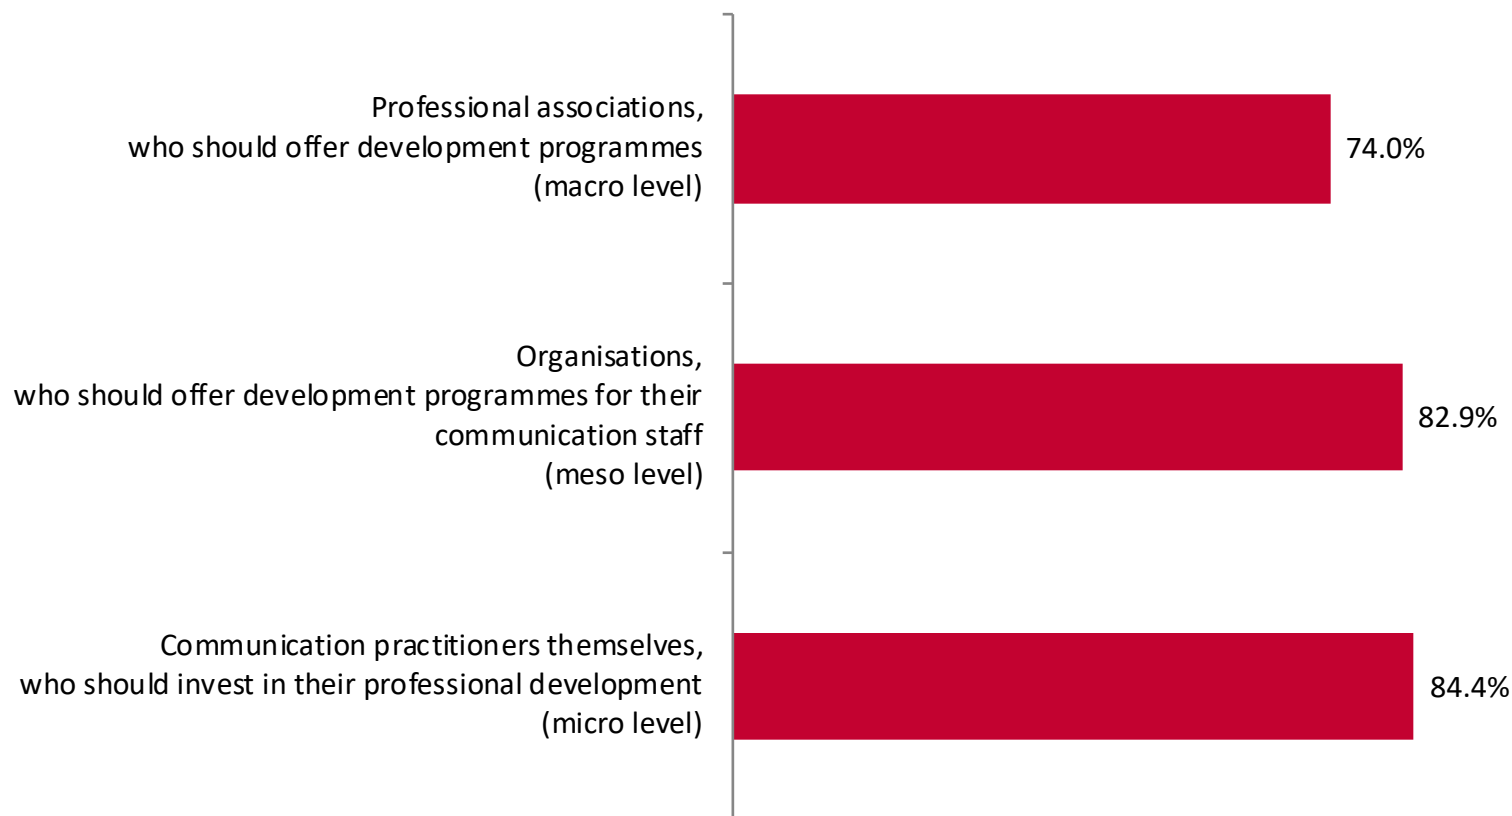 Professional associations,
who should offer development programmes
(macro level)
74.0%
Organisations,
who should offer development programmes for their
communication staff
(meso level)
82.9%
Communication practitioners themselves,
who should invest in their professional development
(micro level)
84.4%